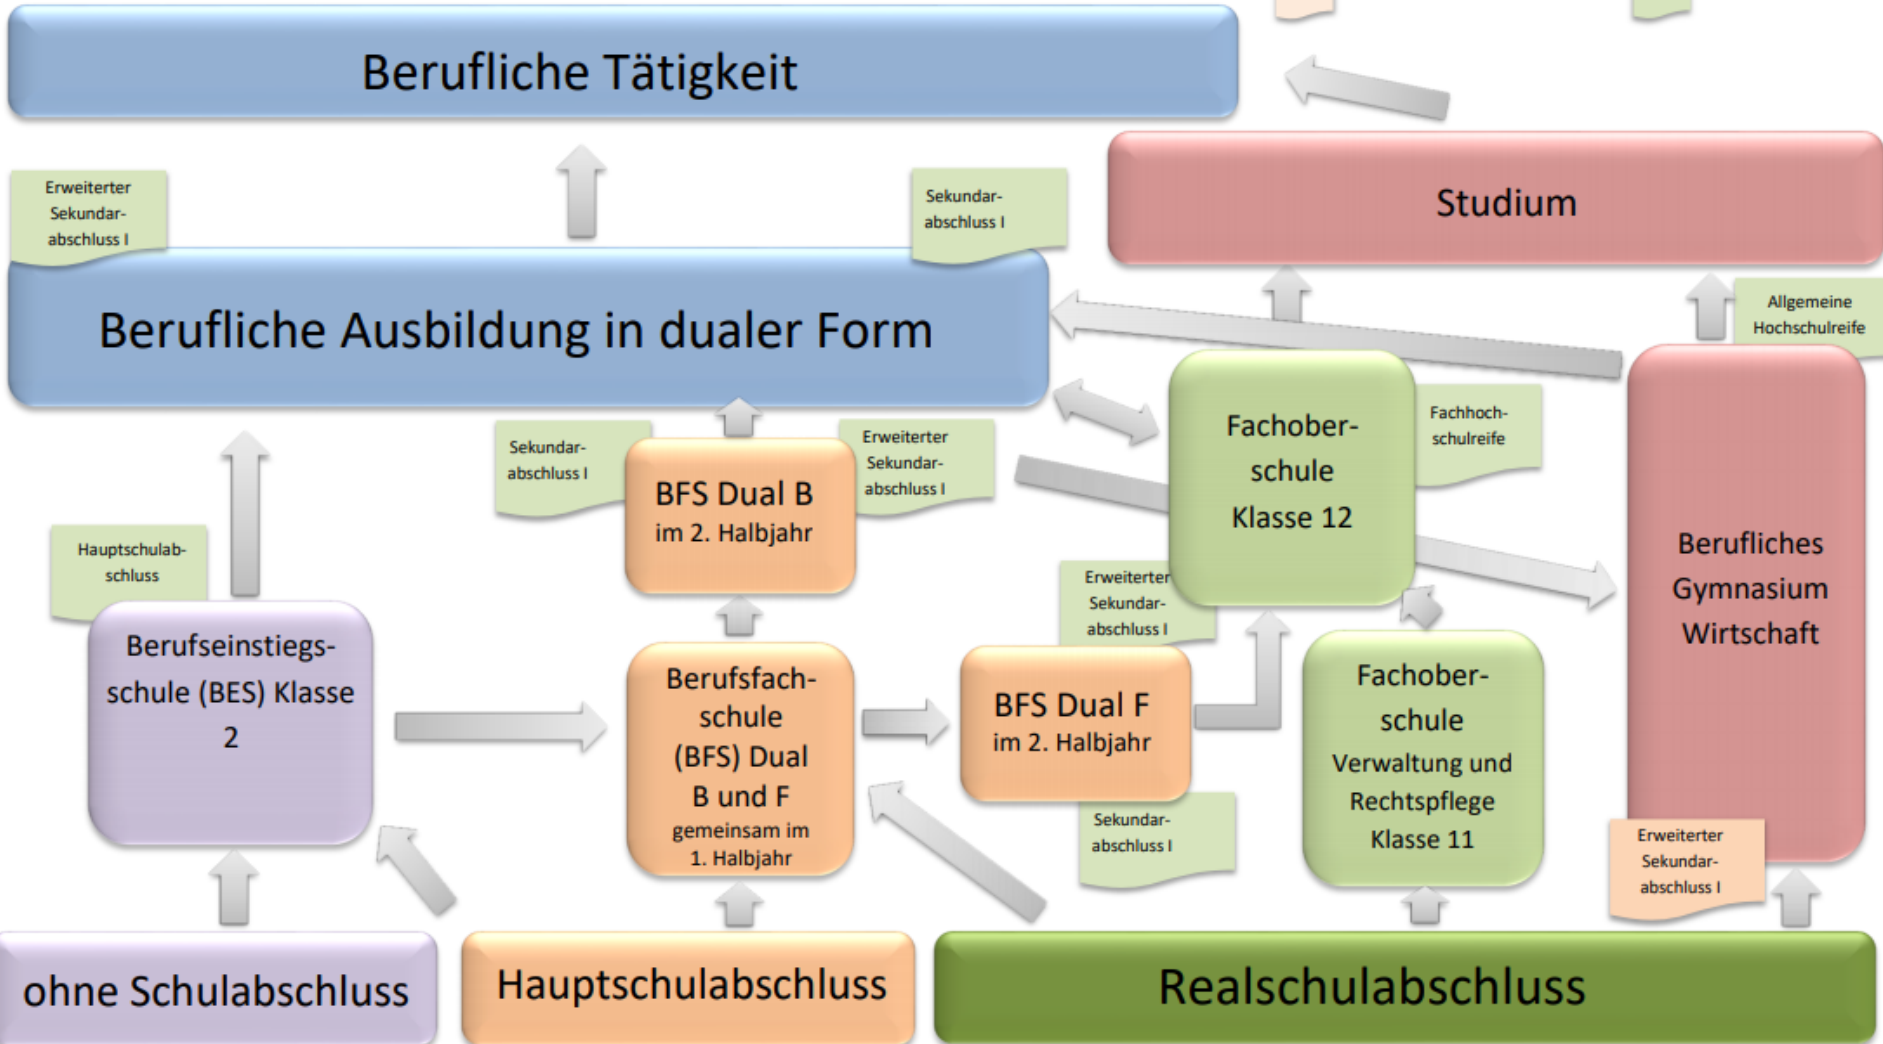 Berufliche Tätigkeit
Erweiterter
Sekundar-
abschluss I
Sekundar-
abschluss I
Studium
Berufliche Ausbildung in dualer Form
Allgemeine
Hochschulreife
Sekundar-
abschluss I
BFS Dual B
im 2. Halbjahr
Erweiterter
Sekundar-
abschluss I
Fachober-
schule
Klasse 12
Fachhoch-
schulreife
Hauptschulab-
schluss
Berufseinstiegs-
schule (BES) Klasse
2
Berufsfach-
schule
(BFS) Dual
B und F
gemeinsam im
1. Halbjahr
Erweiterter
Sekundar-
abschluss I
BFS Dual F
im 2. Halbjahr
Sekundar-
abschluss I
Fachober-
schule
Verwaltung und
Rechtspflege
Klasse 11
Berufliches
Gymnasium
Wirtschaft
Erweiterter
Sekundar-
abschluss I
ohne Schulabschluss
Hauptschulabschluss
Realschulabschluss